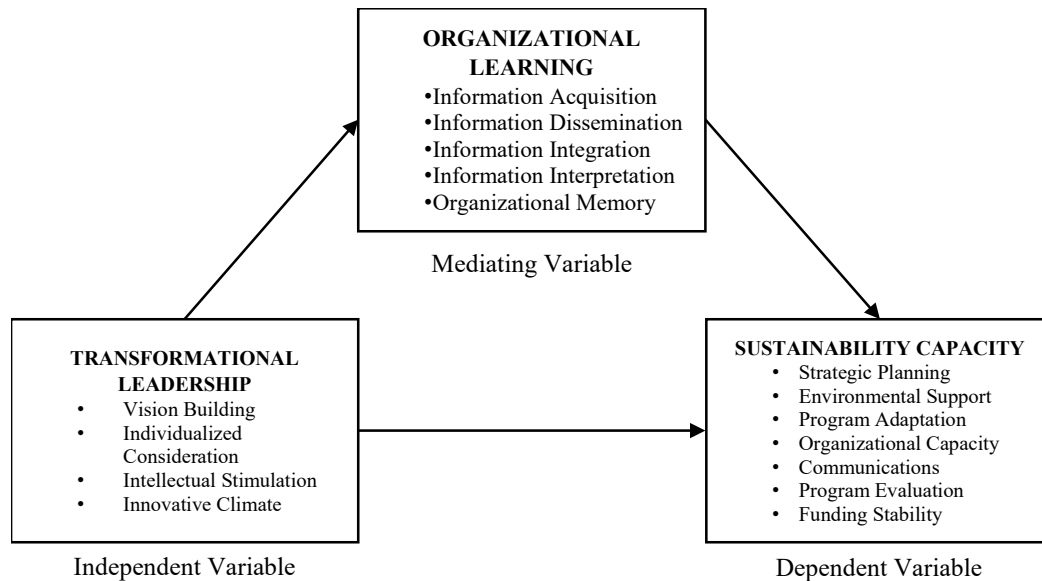 ORGANIZATIONAL
LEARNING
•Information Acquisition
•Information Dissemination
•Information Integration
•Information Interpretation
•Organizational Memory
Mediating Variable
TRANSFORMATIONAL
LEADERSHIP
• Vision Building
• Individualized
Consideration
• Intellectual Stimulation
• Innovative Climate
Independent Variable
SUSTAINABILITY CAPACITY
• Strategic Planning
• Environmental Support
• Program Adaptation
• Organizational Capacity
• Communications
• Program Evaluation
• Funding Stability
Dependent Variable